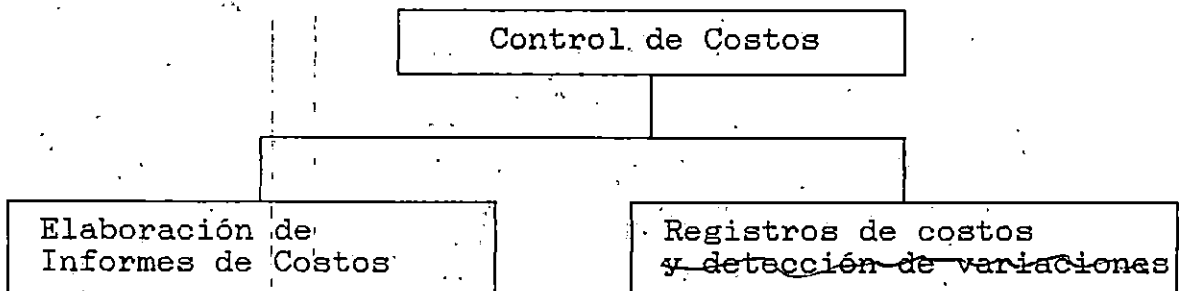 Control de Costos
Elaboración de
Informes de Costos
Registros de costos
y detección de variaciones